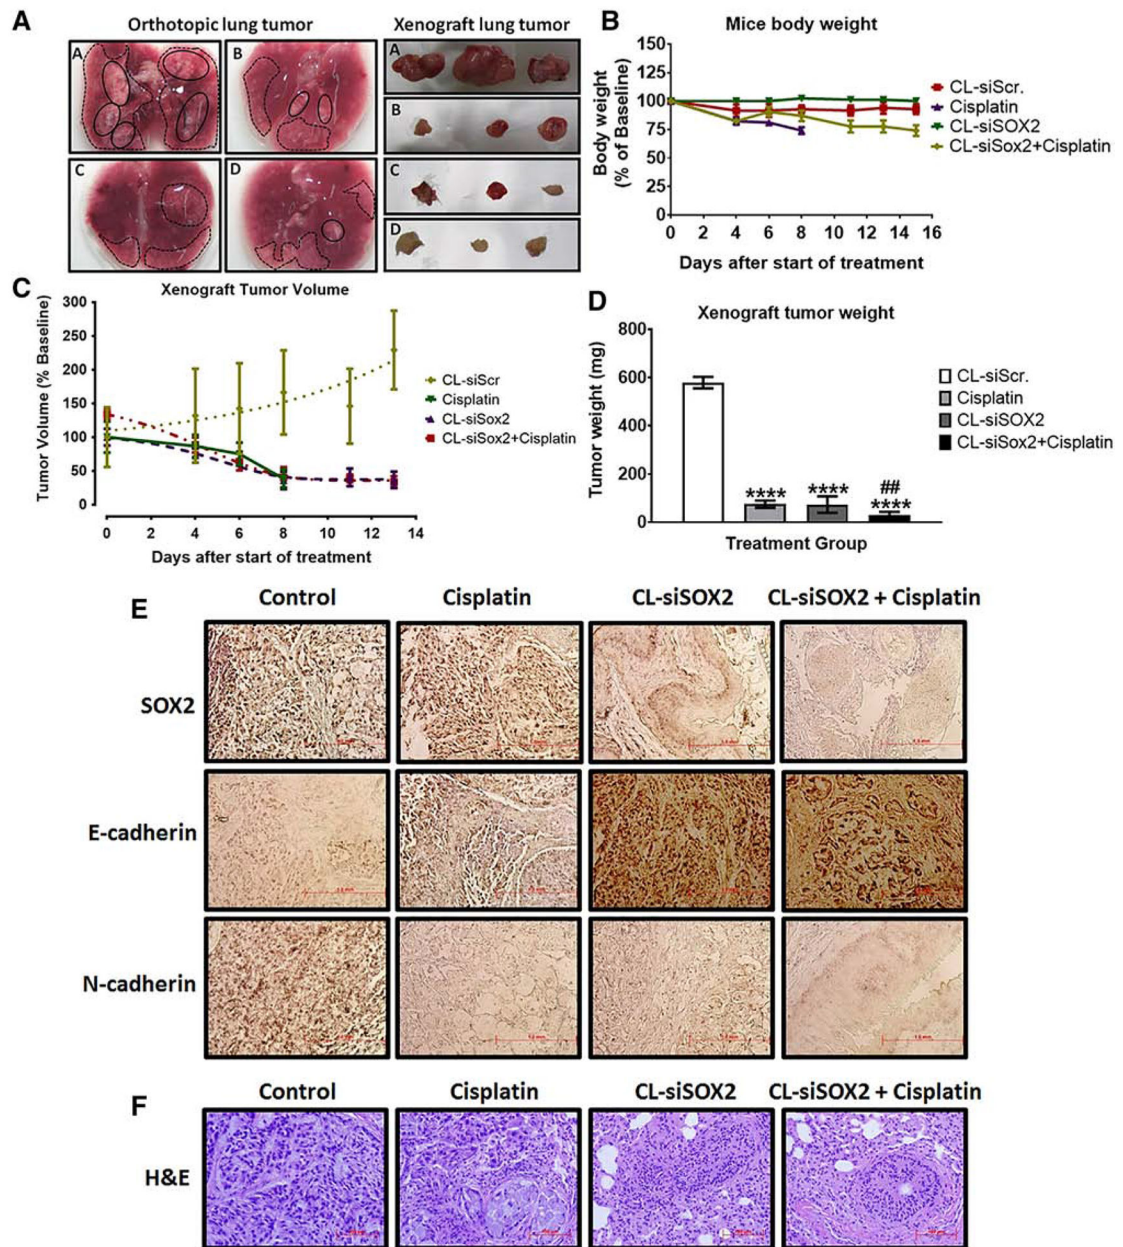 A
Orthotopic lung tumor
Xenograft lung tumor
A
B
C
D
A
B
C
D
B
Mice body weight
Body weight
(% of Baseline)
150
125
100
75
50
25
0
0 2 4 6 8 10 12 14 16
Days after start of treatment
CL-siScr.
Cisplatin
CL-siSOX2
CL-siSox2+Cisplatin
C
Xenograft Tumor Volume
Tumor Volume (% Baseline)
300
250
200
150
100
50
0
0 2 4 6 8 10 12 14
Days after start of treatment
CL-siScr
Cisplatin
CL-siSox2
CL-siSox2+Cisplatin
D
Xenograft tumor weight
Tumor weight (mg)
800
600
400
200
0
****
****
##
****
Treatment Group
CL-siScr.
Cisplatin
CL-siSOX2
CL-siSox2+Cisplatin
E
Control Cisplatin CL-siSOX2 CL-siSOX2 + Cisplatin
SOX2
E-cadherin
N-cadherin
F
Control Cisplatin CL-siSOX2 CL-siSOX2 + Cisplatin
H&E